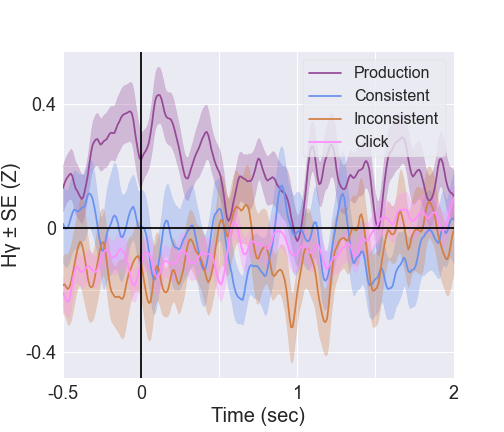 Production
Consistent
Inconsistent
Click
Hγ ± SE (Z)
0.4
0
-0.4
-0.5 0 1 2
Time (sec)